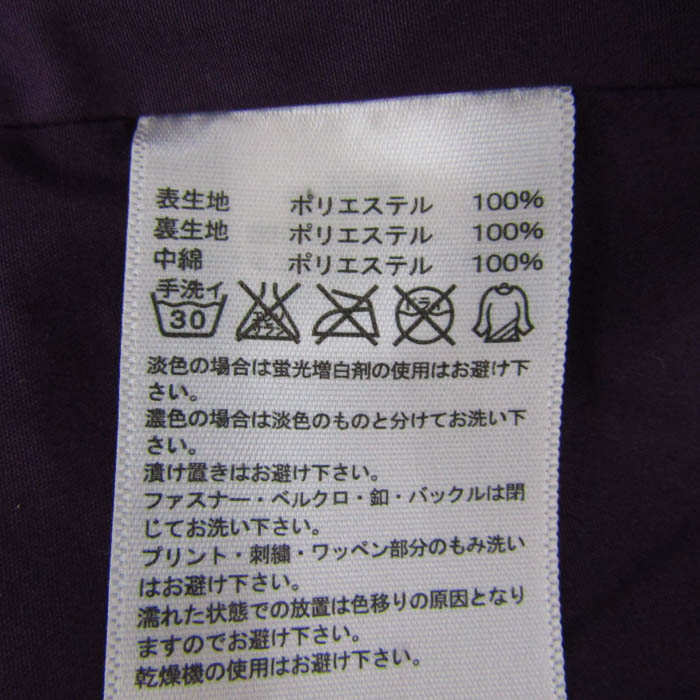 表生地 ポリエステル 100%
裏生地 ポリエステル 100%
中綿 ポリエステル 100%
手洗イ
30
エンソ
サラシ
ドライ
淡色の場合は蛍光増白剤の使用はお避け下
さい。
濃色の場合は淡色のものと分けてお洗い下
さい。
漬け置きはお避け下さい。
ファスナー・ベルクロ・釦・バックルは閉
じてお洗い下さい。
プリント・刺繍・ワッペン部分のもみ洗い
はお避け下さい。
濡れた状態での放置は色移りの原因となり
ますのでお避け下さい。
乾燥機の使用はお避け下さい。